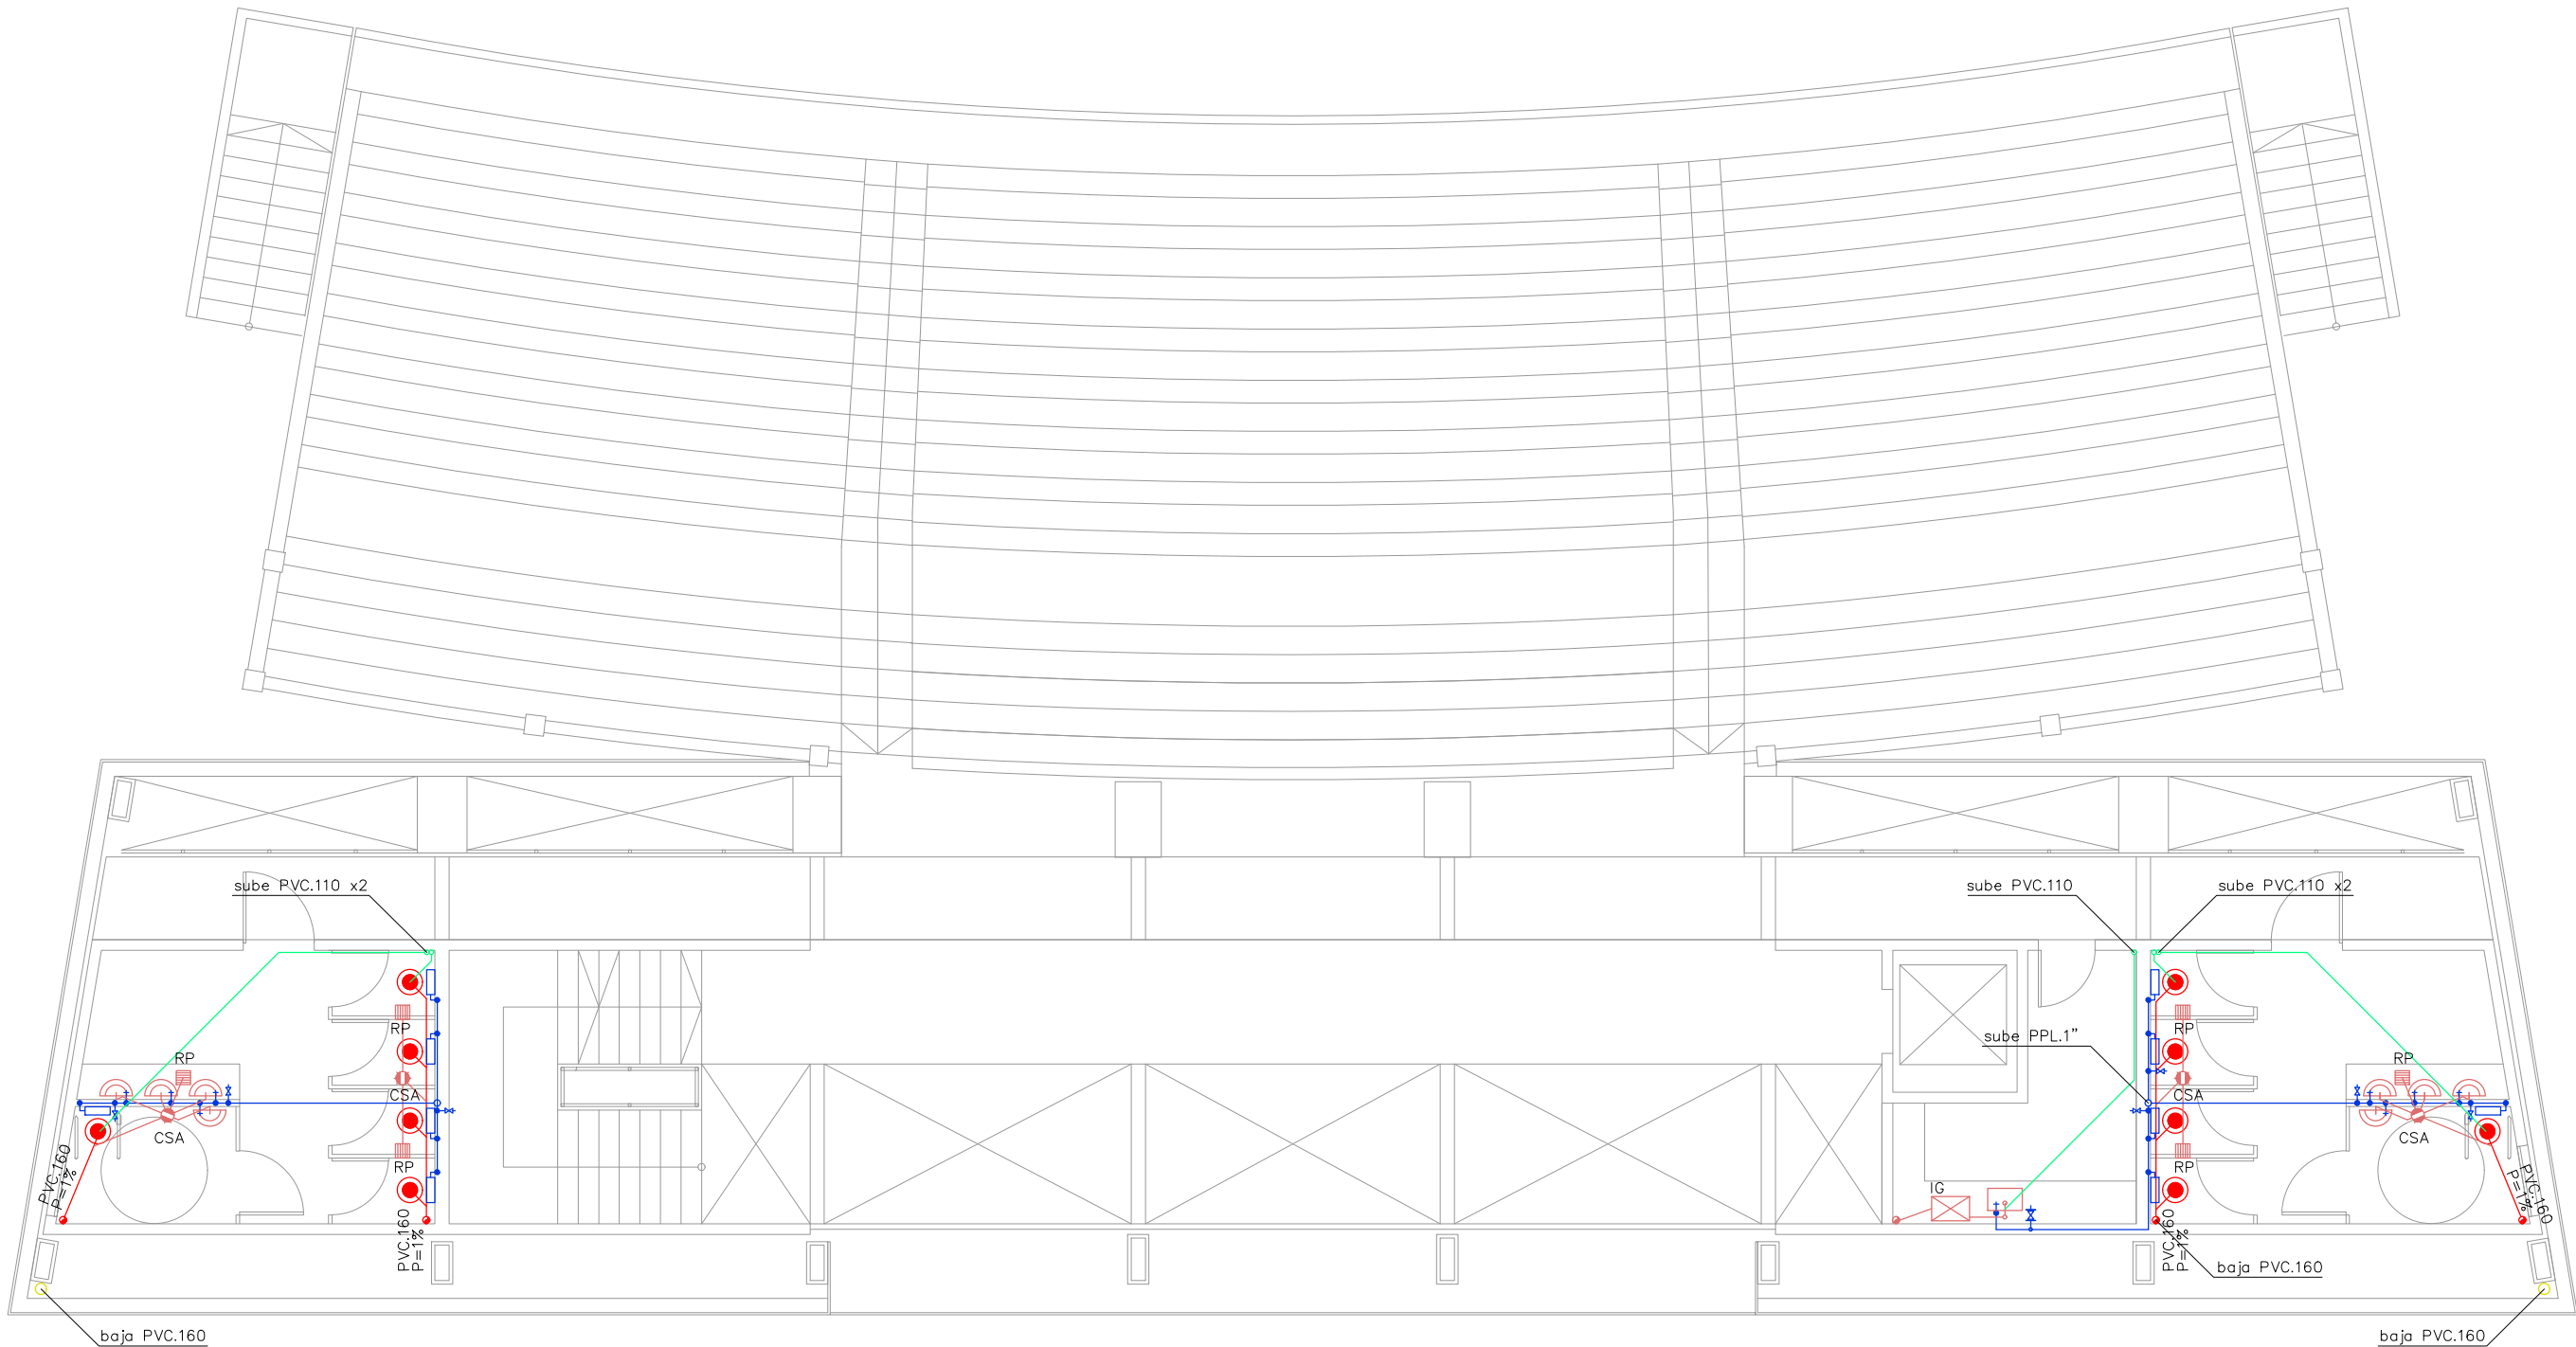 sube PVC.110 x2
sube PVC.110
sube PVC.110 x2
RP
RP
sube PPL.1"
RP
RP
CSA
CSA
CSA
CSA
RP
RP
PVC.160
P=1%
IG
PVC.160
P=1%
PVC.160
P=1%
PVC.160
P=1%
baja PVC.160
baja PVC.160
baja PVC.160